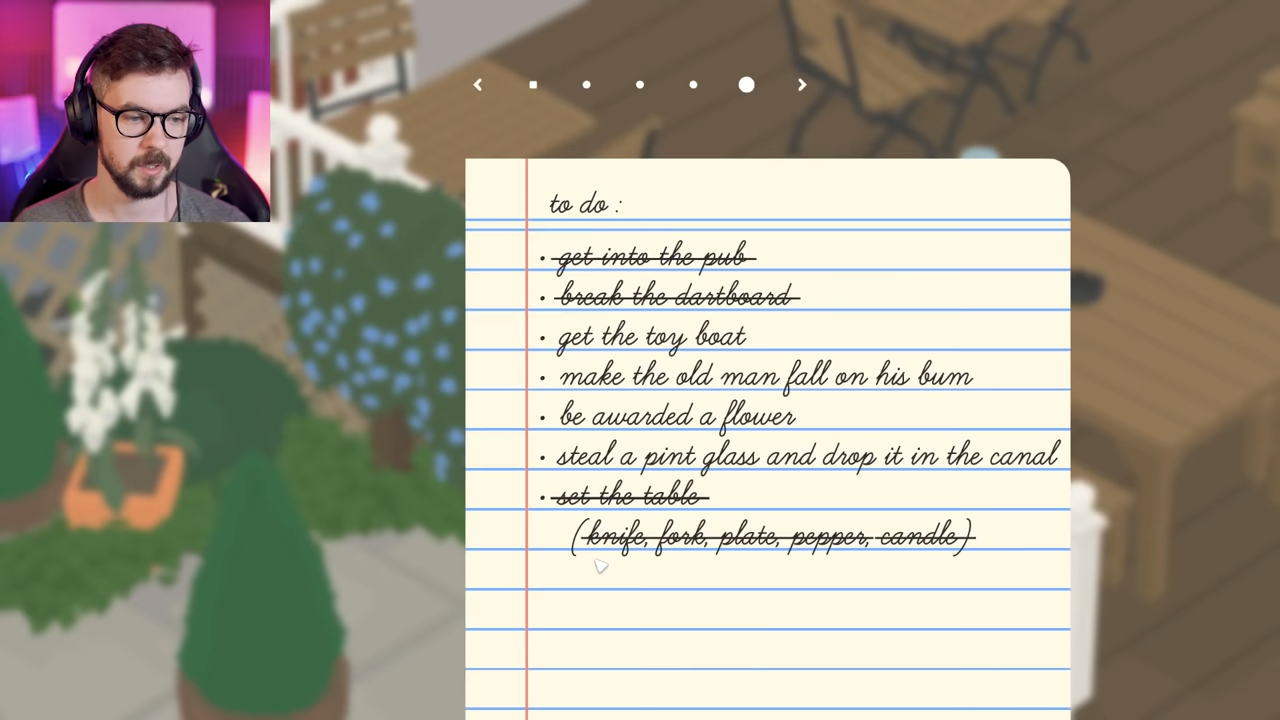 to do :
• get into the pub
• break the dartboard
• get the toy boat
• make the old man fall on his bum
• be awarded a flower
• steal a pint glass and drop it in the canal
• set the table
(knife, fork, plate, pepper, candle)